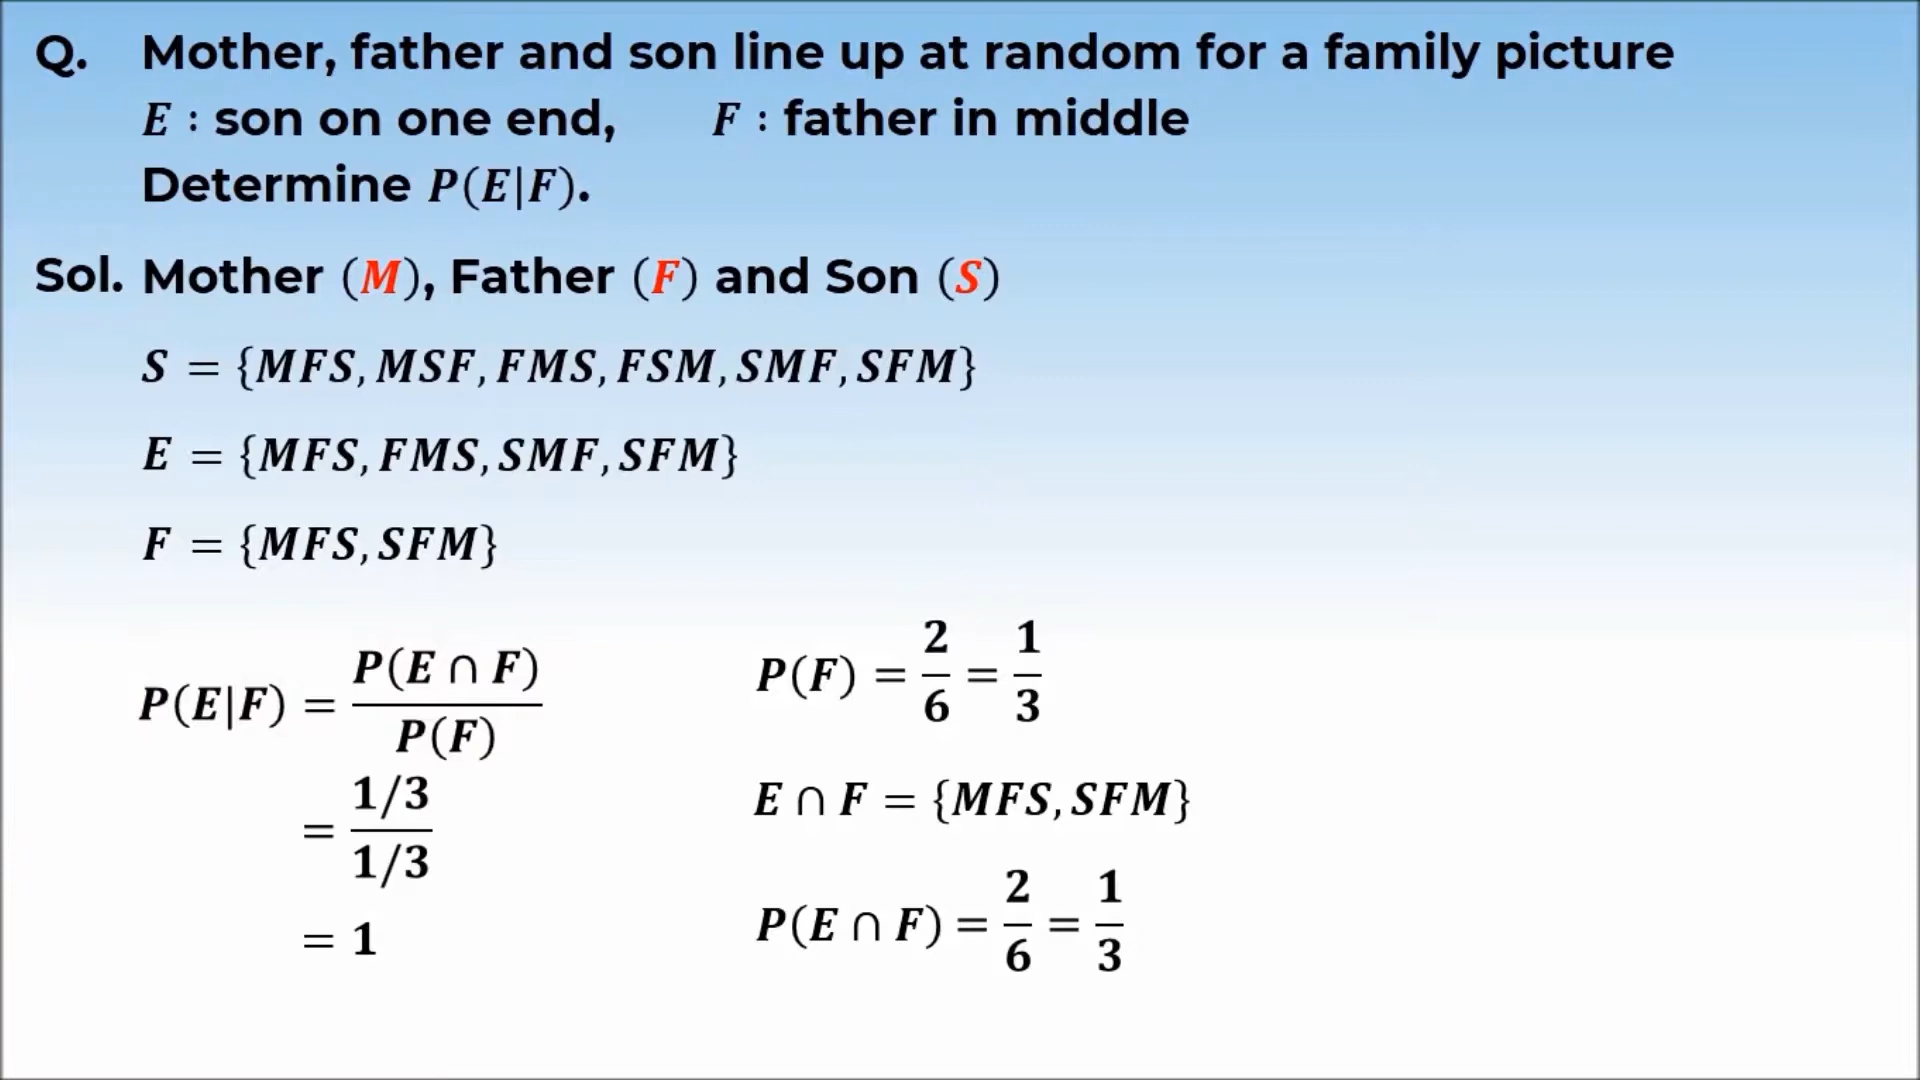 Q. Mother, father and son line up at random for a family picture
E : son on one end, F : father in middle
Determine P(E|F).
Sol. Mother (M), Father (F) and Son (S)
S = {MFS, MSF, FMS, FSM, SMF, SFM}
E = {MFS, FMS, SMF, SFM}
F = {MFS, SFM}
P(E|F) = P(E ∩ F) / P(F)
= 1/3 / 1/3
= 1
P(F) = 2/6 = 1/3
E ∩ F = {MFS, SFM}
P(E ∩ F) = 2/6 = 1/3